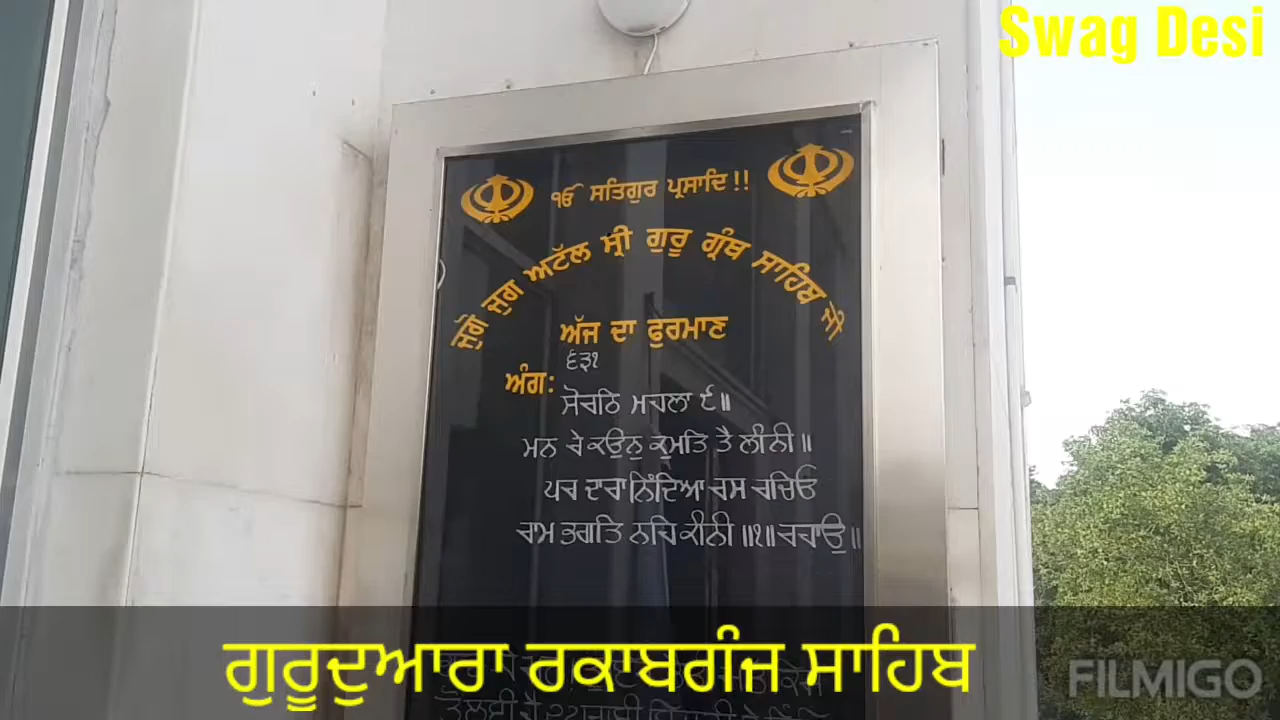 Swag Desi
ੴ ਸਤਿਗੁਰ ਪ੍ਰਸਾਦਿ !!
ਜੁੱਗੋ ਜੁਗ ਅਟੱਲ ਸ੍ਰੀ ਗੁਰੂ ਗ੍ਰੰਥ ਸਾਹਿਬ ਜੀ
ਅੱਜ ਦਾ ਫੁਰਮਾਣ
ਅੰਗ: ੬੩੧
ਸੋਰਠਿ ਮਹਲਾ ੯॥
ਮਨ ਰੇ ਕਉਨੁ ਕੁਮਤਿ ਤੈ ਲੀਨੀ॥
ਪਰ ਦਾਰਾ ਨਿੰਦਿਆ ਰਸ ਰਚਿਓ
ਰਾਮ ਭਗਤਿ ਨਹਿ ਕੀਨੀ॥੧॥ਰਹਾਉ॥
ਗੁਰੂਦੁਆਰਾ ਰਕਾਬਗੰਜ ਸਾਹਿਬ
FILMIGO